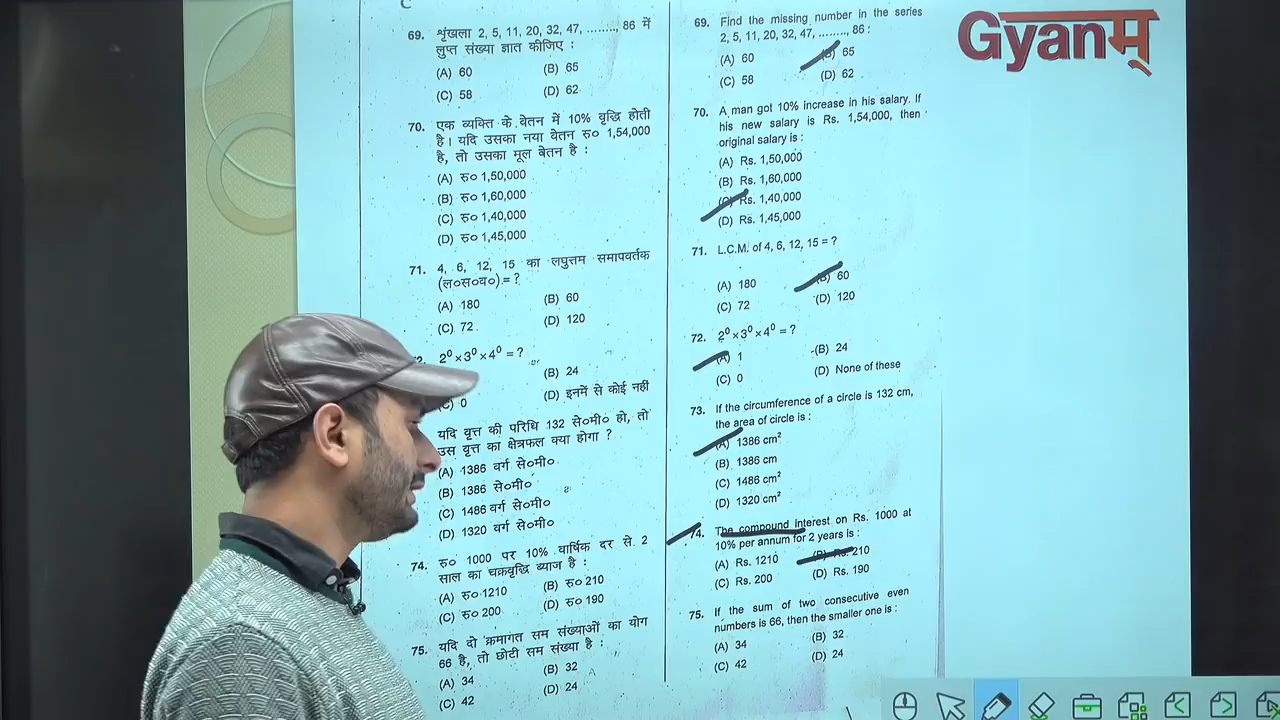 C
69. शृंखला 2, 5, 11, 20, 32, 47, ........, 86 में
लुप्त संख्या ज्ञात कीजिए :
(A) 60 (B) 65
(C) 58 (D) 62
70. एक व्यक्ति के वेतन में 10% वृद्धि होती
है। यदि उसका नया वेतन रु० 1,54,000
है, तो उसका मूल बेतन है :
(A) रु० 1,50,000
(B) रु० 1,60,000
(C) रु० 1,40,000
(D) रु० 1,45,000
71. 4, 6, 12, 15 का लघुत्तम समापवर्तक
(ल०स०व०) = ?
(A) 180 (B) 60
(C) 72 (D) 120
2⁰ × 3⁰ × 4⁰ = ?
(B) 24
(C) 0 (D) इनमें से कोई नहीं
यदि वृत्त की परिधि 132 से०मी० हो, तो
उस वृत्त का क्षेत्रफल क्या होगा ?
(A) 1386 वर्ग से०मी०
(B) 1386 से०मी०
(C) 1486 वर्ग से०मी०
(D) 1320 वर्ग से०मी०
74. रु० 1000 पर 10% वार्षिक दर से 2
साल का चक्रवृद्धि ब्याज है :
(A) रु० 1210 (B) रु० 210
(C) रु० 200 (D) रु० 190
75. यदि दो क्रमागत सम संख्याओं का योग
66 है, तो छोटी सम संख्या है :
(A) 34 (B) 32
(C) 42 (D) 24
69. Find the missing number in the series
2, 5, 11, 20, 32, 47, ........, 86 :
(A) 60 (B) 65
(C) 58 (D) 62
70. A man got 10% increase in his salary. If
his new salary is Rs. 1,54,000, then
original salary is :
(A) Rs. 1,50,000
(B) Rs. 1,60,000
(C) Rs. 1,40,000
(D) Rs. 1,45,000
71. L.C.M. of 4, 6, 12, 15 = ?
(A) 180 (B) 60
(C) 72 (D) 120
72. 2⁰ × 3⁰ × 4⁰ = ?
(A) 1 (B) 24
(C) 0 (D) None of these
73. If the circumference of a circle is 132 cm,
the area of circle is :
(A) 1386 cm²
(B) 1386 cm
(C) 1486 cm²
(D) 1320 cm²
74. The compound interest on Rs. 1000 at
10% per annum for 2 years is :
(A) Rs. 1210 (B) Rs. 210
(C) Rs. 200 (D) Rs. 190
75. If the sum of two consecutive even
numbers is 66, then the smaller one is :
(A) 34 (B) 32
(C) 42 (D) 24
Gyanम्